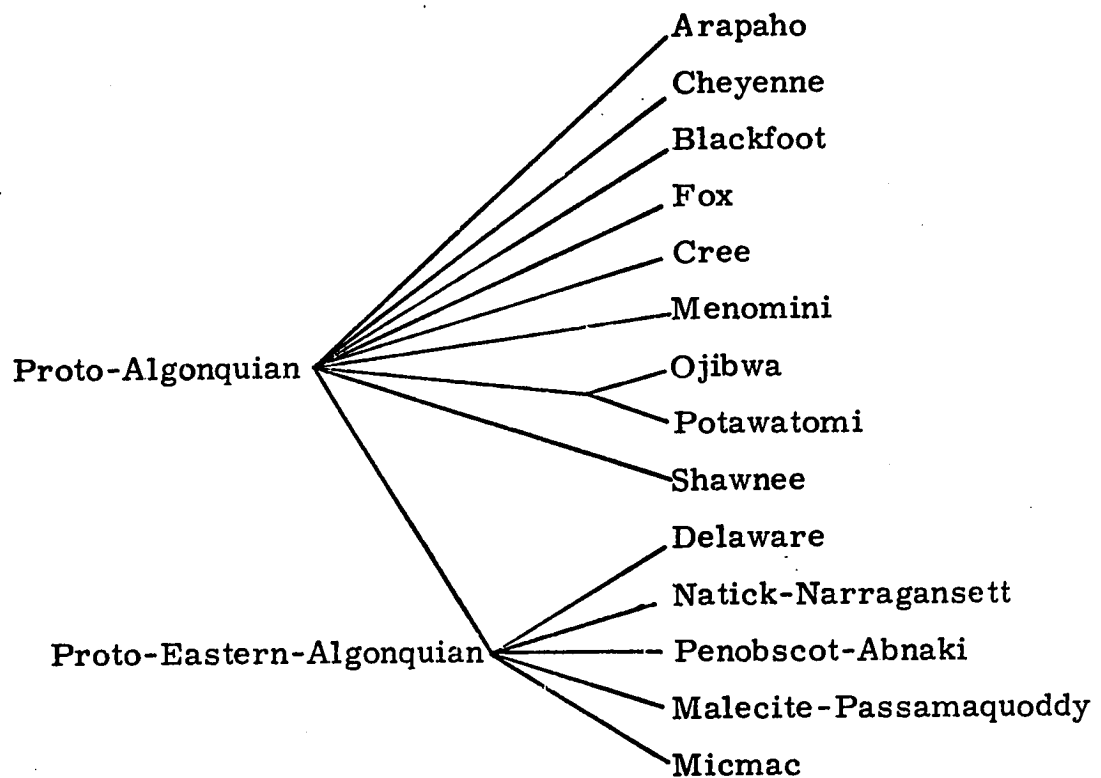 Arapaho
Cheyenne
Blackfoot
Fox
Cree
Menomini
Proto-Algonquian
Ojibwa
Potawatomi
Shawnee
Delaware
Natick-Narragansett
Proto-Eastern-Algonquian
Penobscot-Abnaki
Malecite-Passamaquoddy
Micmac